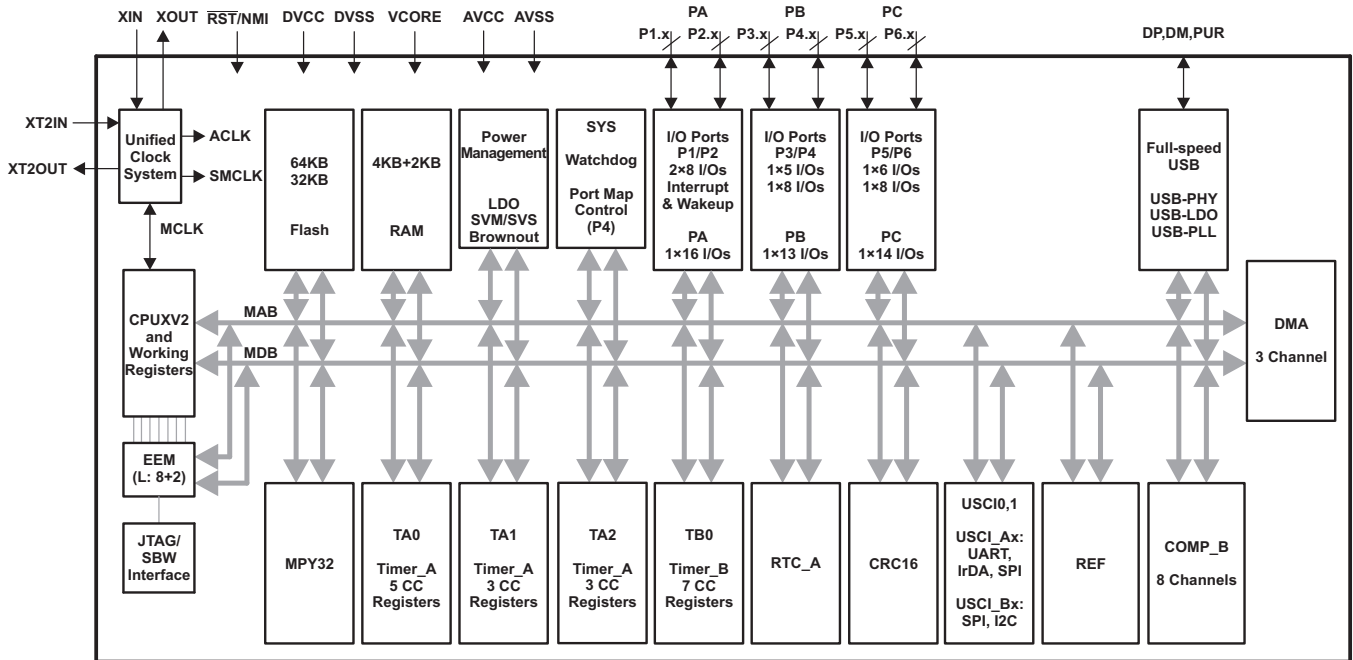 XIN
XOUT
RST/NMI
DVCC
DVSS
VCORE
AVCC
AVSS
PA
P1.x
P2.x
PB
P3.x
P4.x
PC
P5.x
P6.x
DP,DM,PUR
XT2IN
XT2OUT
Unified
Clock
System
ACLK
SMCLK
MCLK
64KB
32KB
Flash
4KB+2KB
RAM
Power
Management
LDO
SVM/SVS
Brownout
SYS
Watchdog
Port Map
Control
(P4)
I/O Ports
P1/P2
2×8 I/Os
Interrupt
& Wakeup
PA
1×16 I/Os
I/O Ports
P3/P4
1×5 I/Os
1×8 I/Os
PB
1×13 I/Os
I/O Ports
P5/P6
1×6 I/Os
1×8 I/Os
PC
1×14 I/Os
Full-speed
USB
USB-PHY
USB-LDO
USB-PLL
CPUXV2
and
Working
Registers
MAB
MDB
DMA
3 Channel
EEM
(L: 8+2)
JTAG/
SBW
Interface
MPY32
TA0
Timer_A
5 CC
Registers
TA1
Timer_A
3 CC
Registers
TA2
Timer_A
3 CC
Registers
TB0
Timer_B
7 CC
Registers
RTC_A
CRC16
USCI0,1
USCI_Ax:
UART,
IrDA, SPI
USCI_Bx:
SPI, I2C
REF
COMP_B
8 Channels